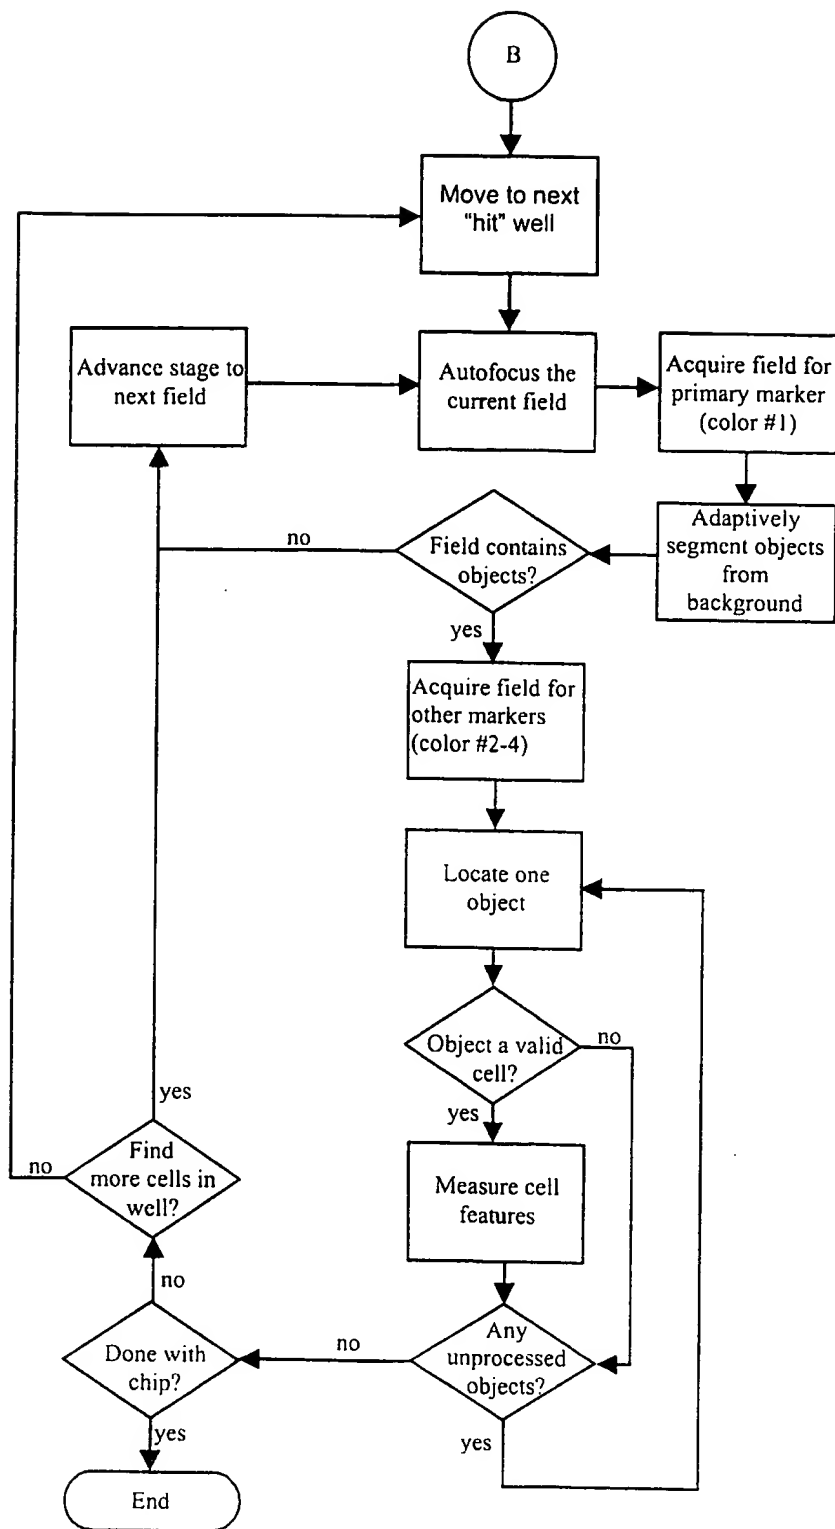 B
Move to next
"hit" well
Advance stage to
next field
Autofocus the
current field
Acquire field for
primary marker
(color #1)
no
Field contains
objects?
Adaptively
segment objects
from
background
yes
Acquire field for
other markers
(color #2-4)
Locate one
object
Object a valid
cell?
no
yes
yes
Find
more cells in
well?
no
Measure cell
features
no
Any
unprocessed
objects?
no
Done with
chip?
yes
yes
End